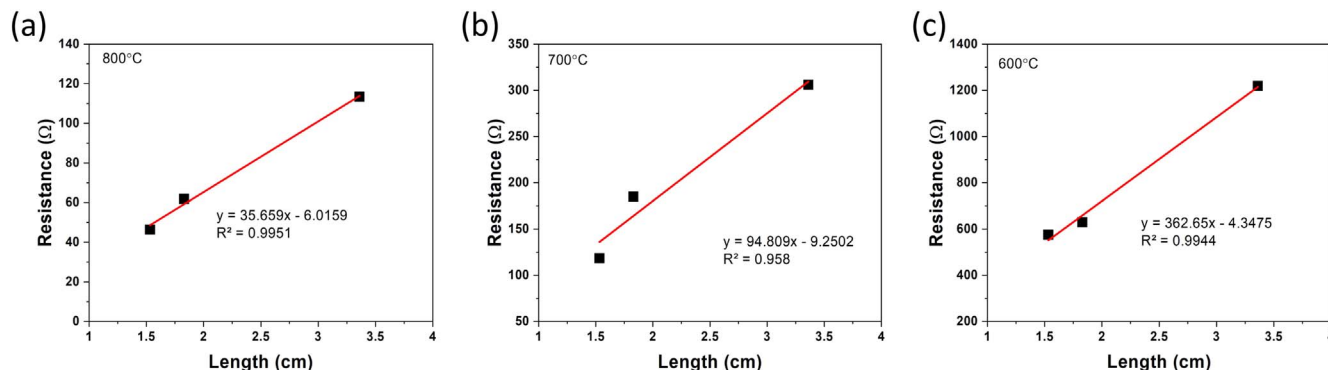 (a)
140
120
100
80
60
40
20
0
Resistance (Ω)
800°C
y = 35.659x - 6.0159
R² = 0.9951
1 1.5 2 2.5 3 3.5 4
Length (cm)
(b)
350
300
250
200
150
100
50
Resistance (Ω)
700°C
y = 94.809x - 9.2502
R² = 0.958
1 1.5 2 2.5 3 3.5 4
Length (cm)
(c)
1400
1200
1000
800
600
400
200
Resistance (Ω)
600°C
y = 362.65x - 4.3475
R² = 0.9944
1 1.5 2 2.5 3 3.5
Length (cm)